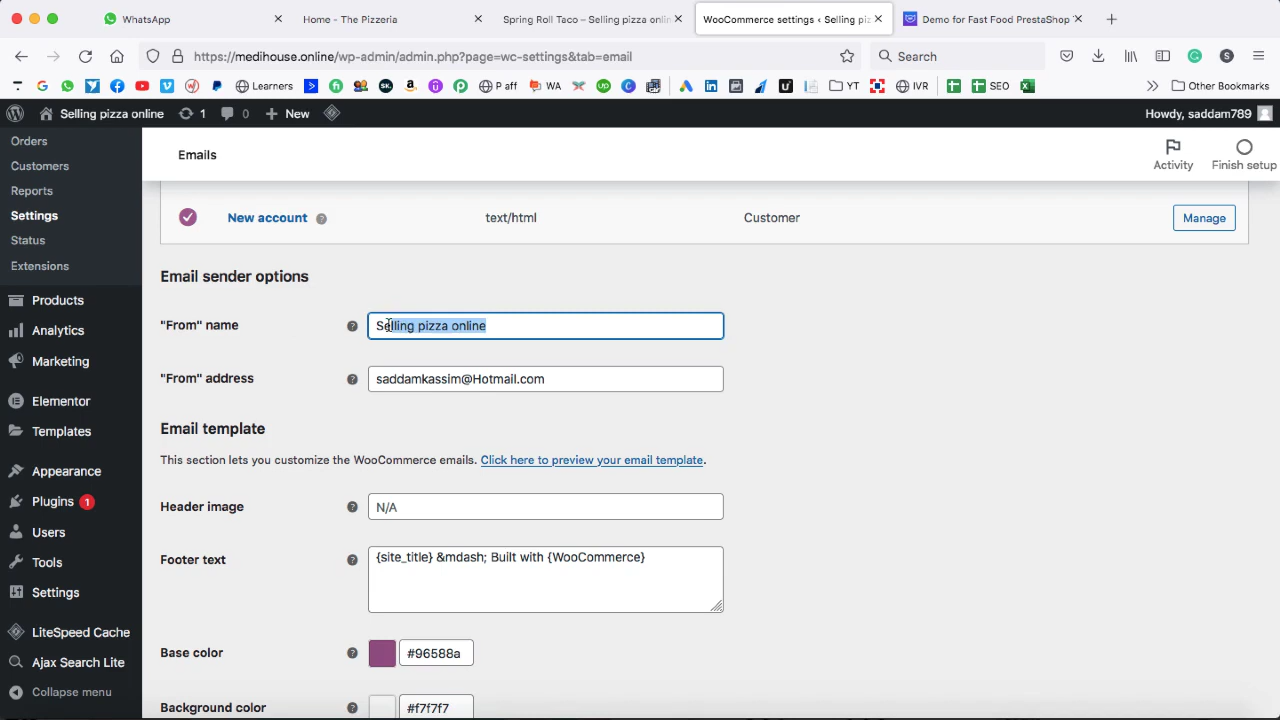 WhatsApp
Home - The Pizzeria
Spring Roll Taco – Selling pizza onlin
WooCommerce settings ‹ Selling piz
Demo for Fast Food PrestaShop
https://medihouse.online/wp-admin/admin.php?page=wc-settings&tab=email
Search
Learners
P aff
WA
YT
IVR
SEO
Other Bookmarks
Selling pizza online
1
0
New
Howdy, saddam789
Orders
Customers
Reports
Settings
Status
Extensions
Products
Analytics
Marketing
Elementor
Templates
Appearance
Plugins 1
Users
Tools
Settings
LiteSpeed Cache
Ajax Search Lite
Collapse menu
Emails
Activity
Finish setup
New account
text/html
Customer
Manage
Email sender options
"From" name
Selling pizza online
"From" address
saddamkassim@Hotmail.com
Email template
This section lets you customize the WooCommerce emails. Click here to preview your email template.
Header image
N/A
Footer text
{site_title} &mdash; Built with {WooCommerce}
Base color
#96588a
Background color
#f7f7f7